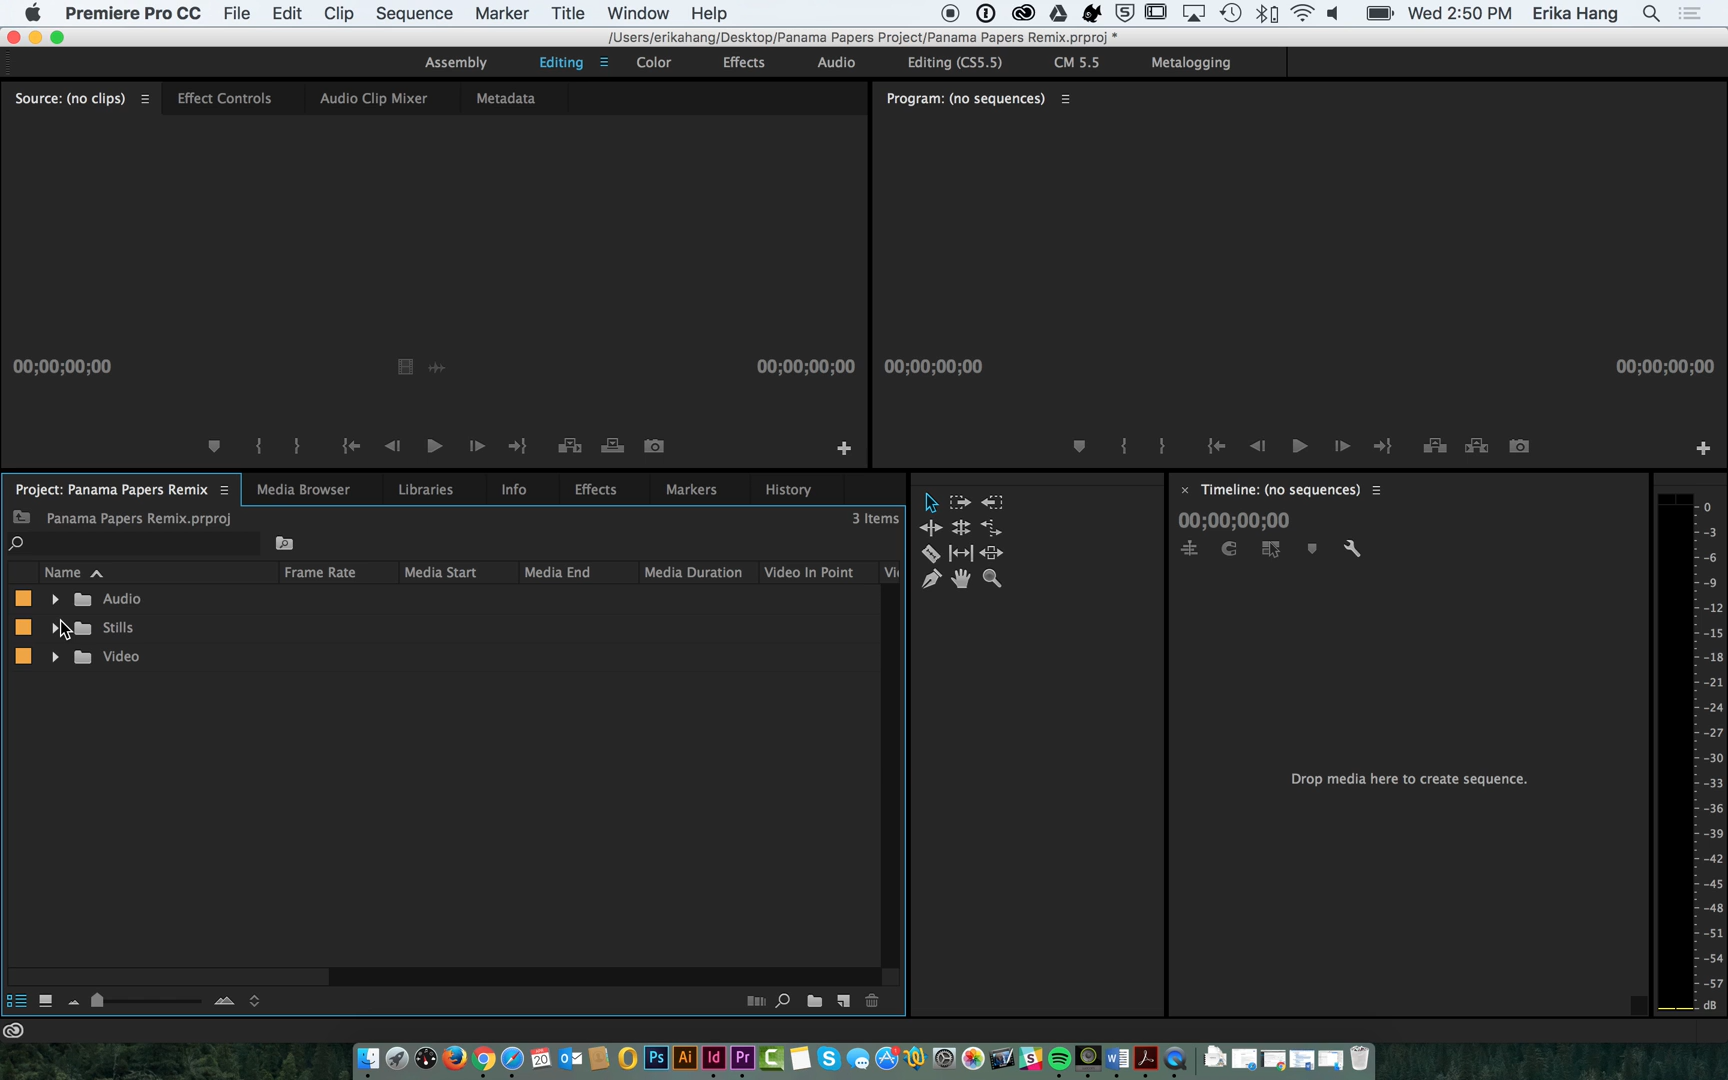 Premiere Pro CC File Edit Clip Sequence Marker Title Window Help Wed 2:50 PM Erika Hang
/Users/erikahang/Desktop/Panama Papers Project/Panama Papers Remix.prproj *
Assembly Editing Color Effects Audio Editing (CS5.5) CM 5.5 Metalogging
Source: (no clips) Effect Controls Audio Clip Mixer Metadata
Program: (no sequences)
00;00;00;00 00;00;00;00
00;00;00;00 00;00;00;00
Project: Panama Papers Remix Media Browser Libraries Info Effects Markers History
Panama Papers Remix.prproj 3 Items
Name Frame Rate Media Start Media End Media Duration Video In Point
Audio
Stills
Video
× Timeline: (no sequences)
00;00;00;00
Drop media here to create sequence.
0
-3
-6
-9
-12
-15
-18
-21
-24
-27
-30
-33
-36
-39
-42
-45
-48
-51
-54
-57
dB
20
Ps Ai Id Pr C S W